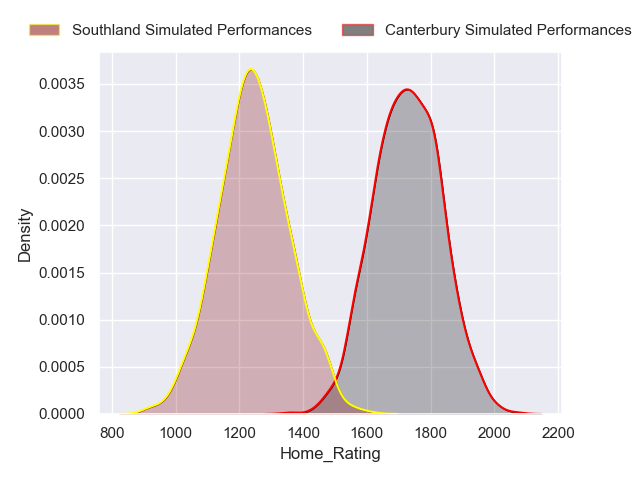 Southland Simulated Performances
Canterbury Simulated Performances
0.0035
0.0030
0.0025
0.0020
0.0015
0.0010
0.0005
0.0000
Density
800 1000 1200 1400 1600 1800 2000 2200
Home_Rating